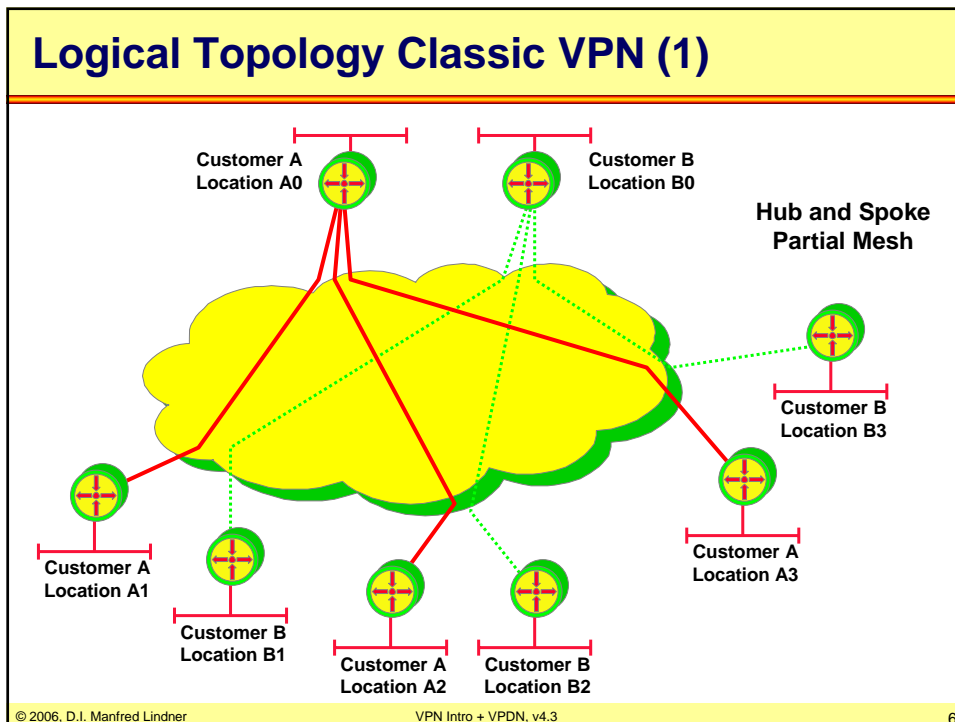 Logical Topology Classic VPN (1)
Customer A
Location A0
Customer B
Location B0
Hub and Spoke
Partial Mesh
Customer B
Location B3
Customer A
Location A3
Customer A
Location A1
Customer B
Location B1
Customer A
Location A2
Customer B
Location B2
© 2006, D.I. Manfred Lindner
VPN Intro + VPDN, v4.3
6